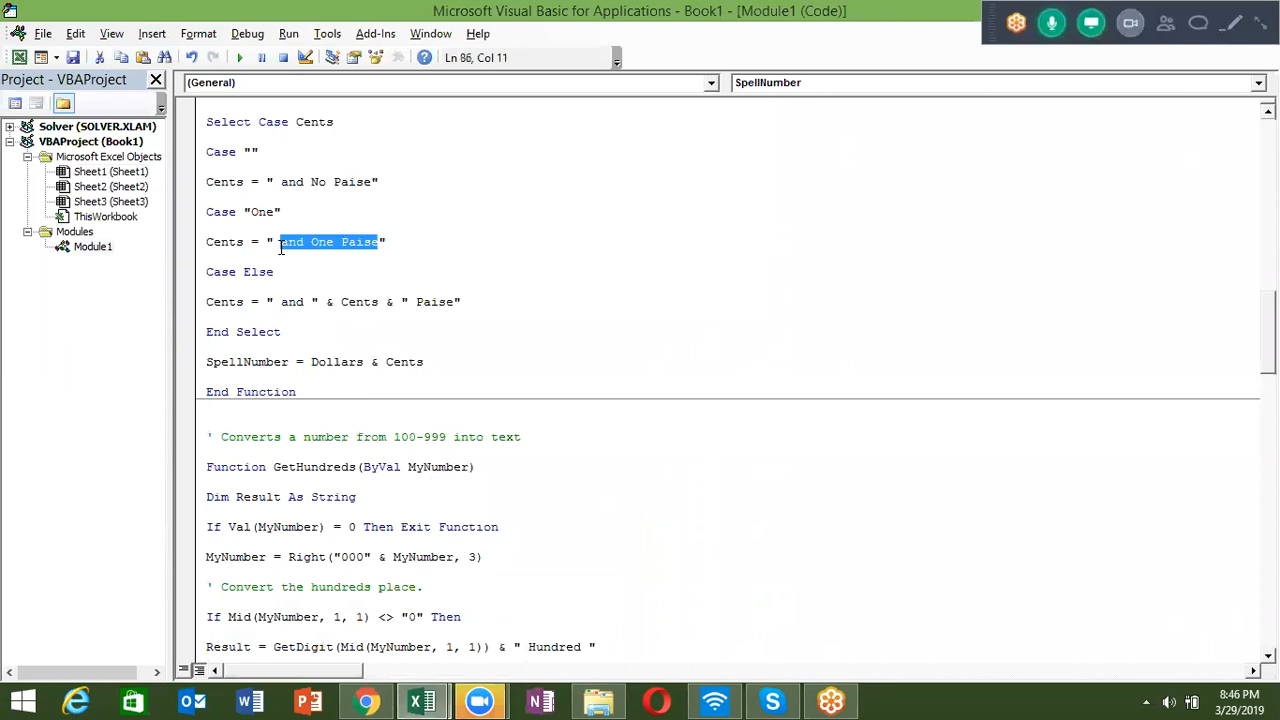 Microsoft Visual Basic for Applications - Book1 - [Module1 (Code)]
File Edit View Insert Format Debug Run Tools Add-Ins Window Help
Ln 86, Col 11
Project - VBAProject
(General)
SpellNumber
Solver (SOLVER.XLAM)
VBAProject (Book1)
Microsoft Excel Objects
Sheet1 (Sheet1)
Sheet2 (Sheet2)
Sheet3 (Sheet3)
ThisWorkbook
Modules
Module1
Select Case Cents
Case ""
Cents = " and No Paise"
Case "One"
Cents = " and One Paise"
Case Else
Cents = " and " & Cents & " Paise"
End Select
SpellNumber = Dollars & Cents
End Function
' Converts a number from 100-999 into text
Function GetHundreds(ByVal MyNumber)
Dim Result As String
If Val(MyNumber) = 0 Then Exit Function
MyNumber = Right("000" & MyNumber, 3)
' Convert the hundreds place.
If Mid(MyNumber, 1, 1) <> "0" Then
Result = GetDigit(Mid(MyNumber, 1, 1)) & " Hundred "
8:46 PM
3/29/2019